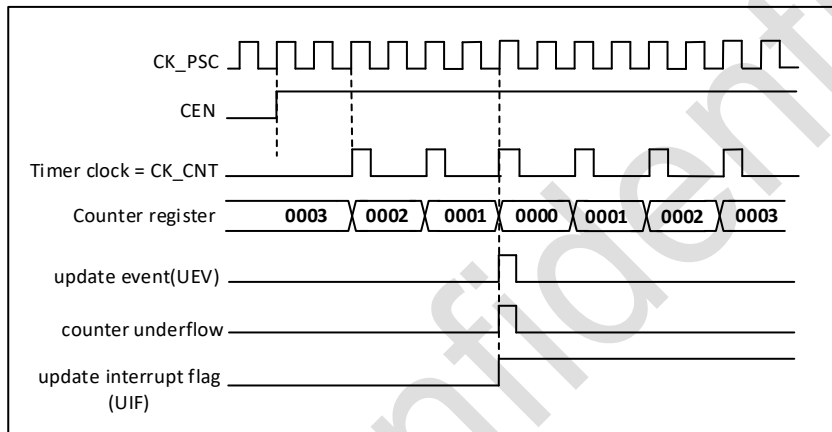 CK_PSC
CEN
Timer clock = CK_CNT
Counter register 0003 0002 0001 0000 0001 0002 0003
update event(UEV)
counter underflow
update interrupt flag
(UIF)